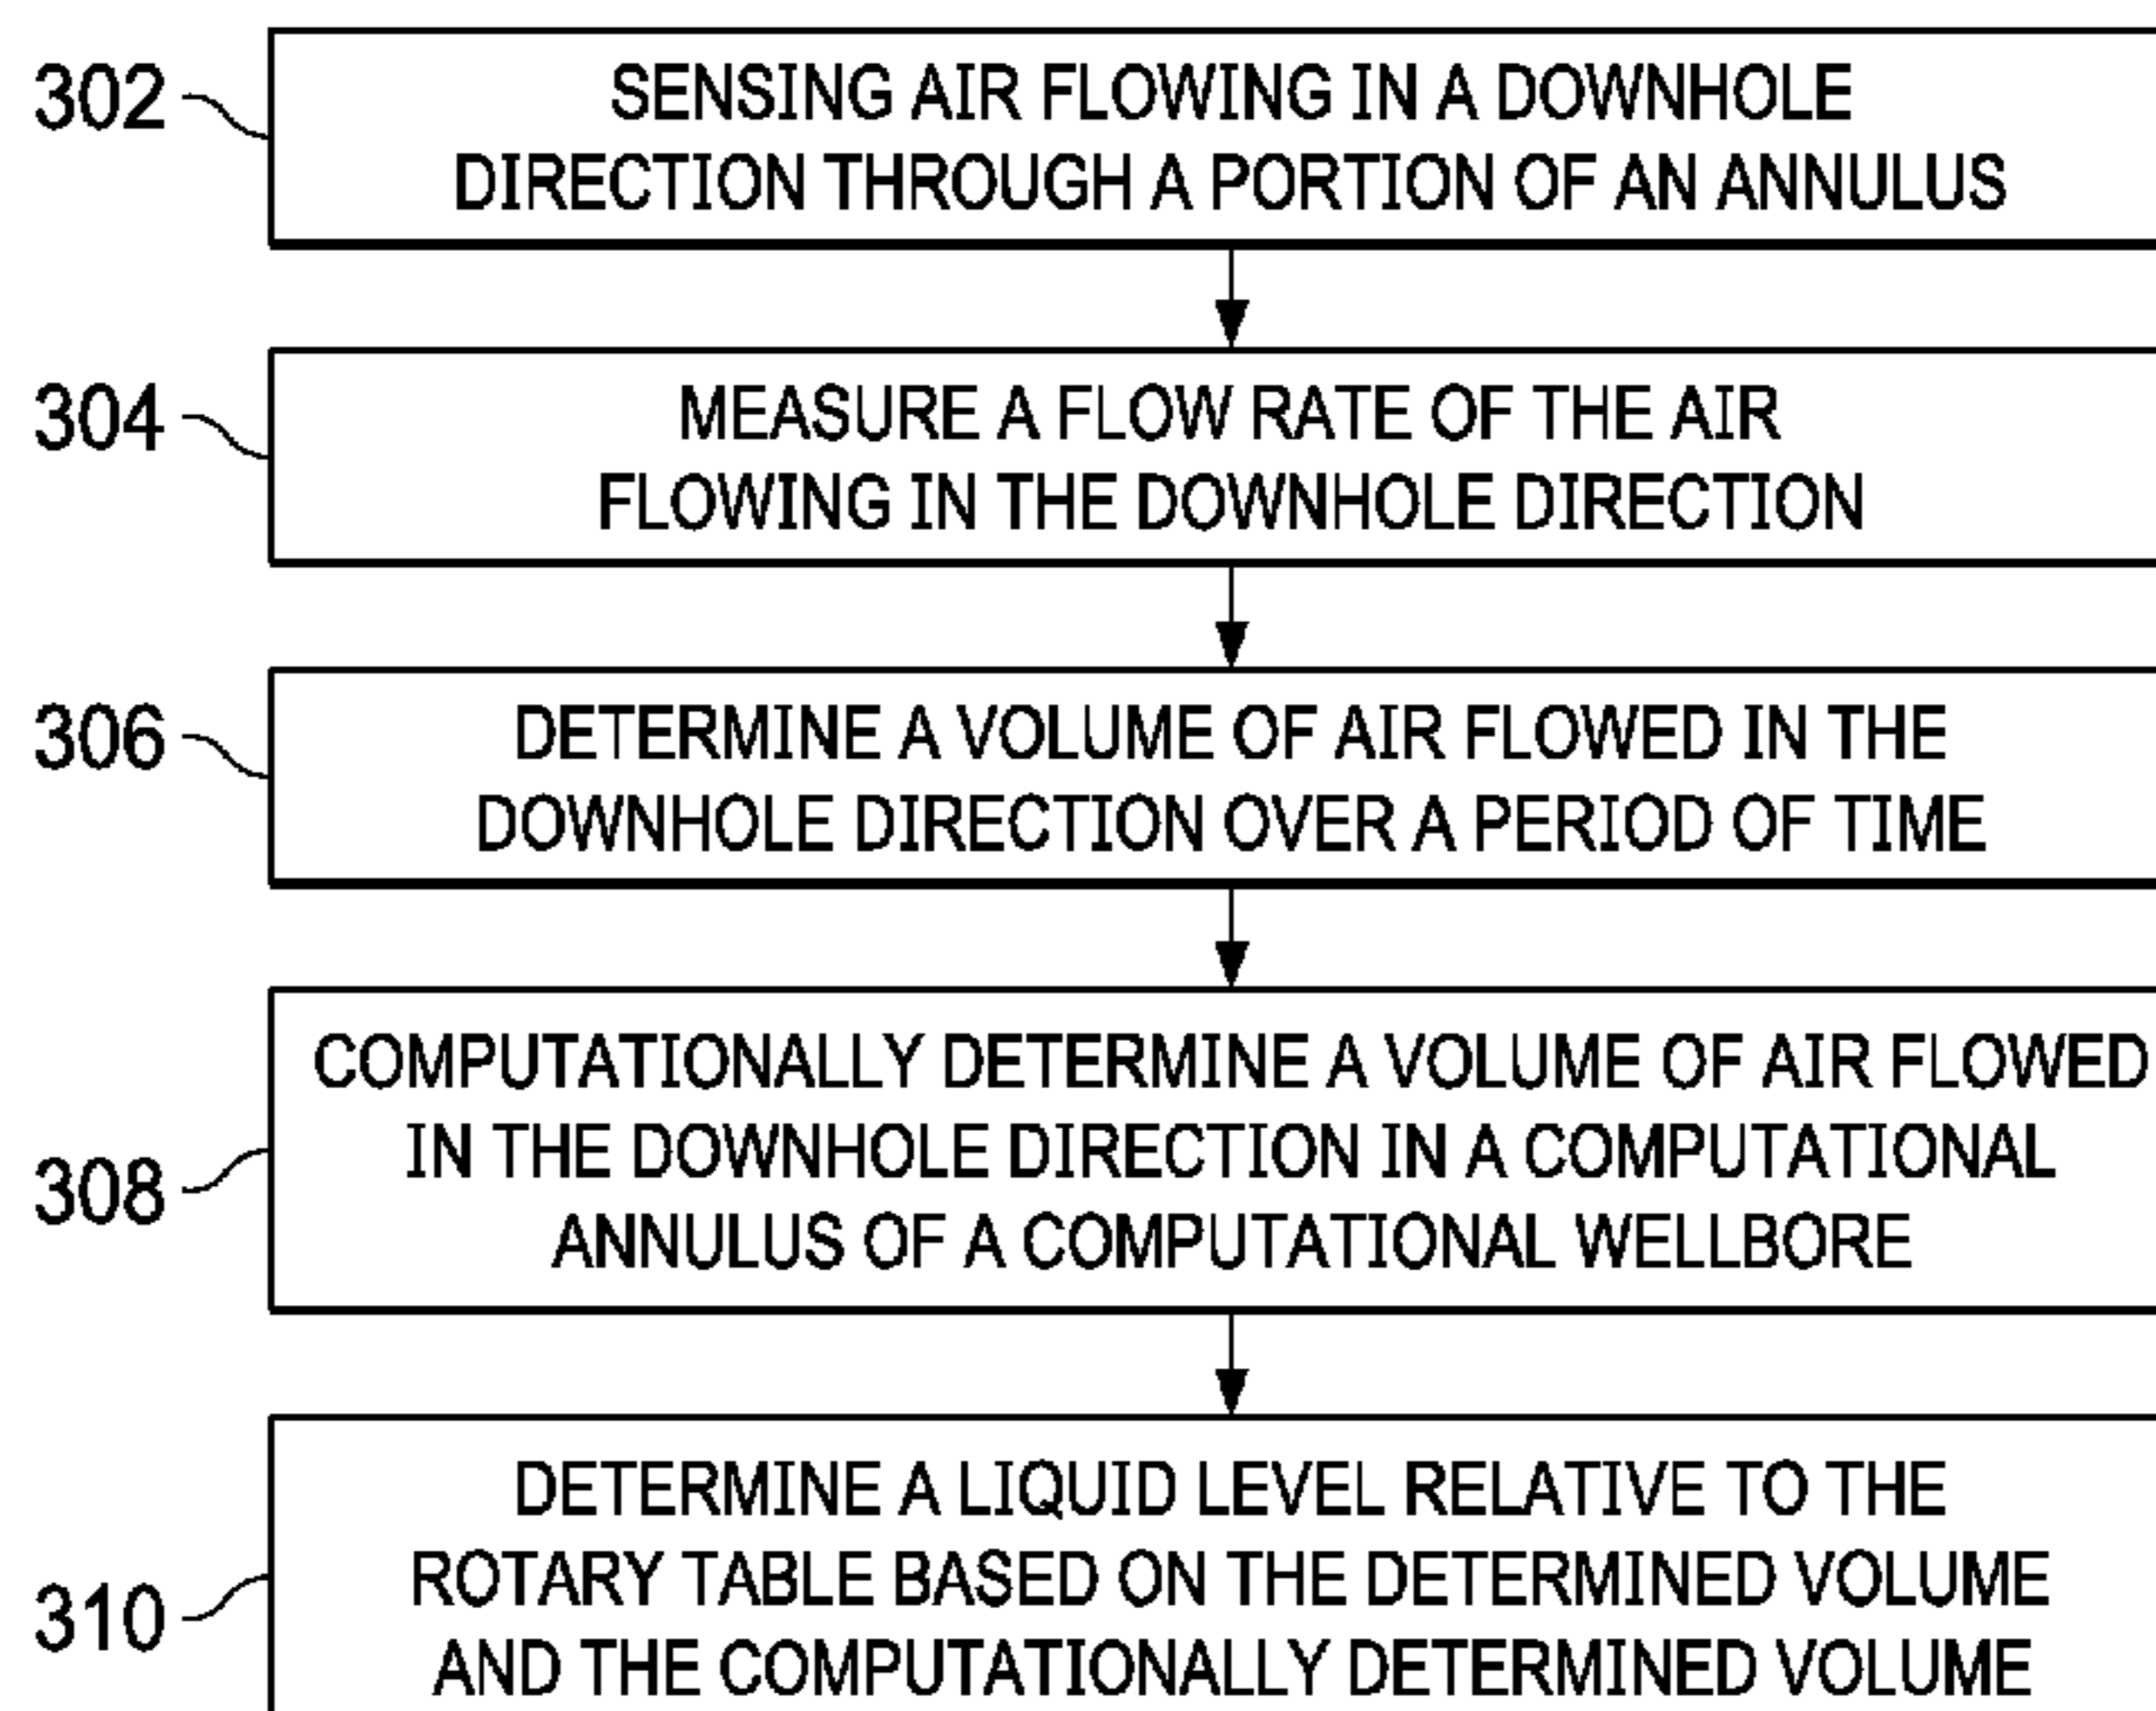 302
SENSING AIR FLOWING IN A DOWNHOLE
DIRECTION THROUGH A PORTION OF AN ANNULUS
304
MEASURE A FLOW RATE OF THE AIR
FLOWING IN THE DOWNHOLE DIRECTION
306
DETERMINE A VOLUME OF AIR FLOWED IN THE
DOWNHOLE DIRECTION OVER A PERIOD OF TIME
308
COMPUTATIONALLY DETERMINE A VOLUME OF AIR FLOWED
IN THE DOWNHOLE DIRECTION IN A COMPUTATIONAL
ANNULUS OF A COMPUTATIONAL WELLBORE
310
DETERMINE A LIQUID LEVEL RELATIVE TO THE
ROTARY TABLE BASED ON THE DETERMINED VOLUME
AND THE COMPUTATIONALLY DETERMINED VOLUME